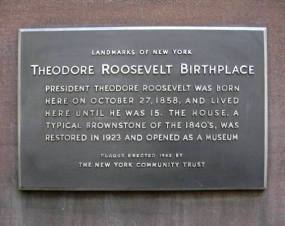 LANDMARKS OF NEW YORK
THEODORE ROOSEVELT BIRTHPLACE
PRESIDENT THEODORE ROOSEVELT WAS BORN
HERE ON OCTOBER 27, 1858, AND LIVED
HERE UNTIL HE WAS 15. THE HOUSE, A
TYPICAL BROWNSTONE OF THE 1840'S, WAS
RESTORED IN 1923 AND OPENED AS A MUSEUM
PLAQUE ERECTED 1962 BY
THE NEW YORK COMMUNITY TRUST